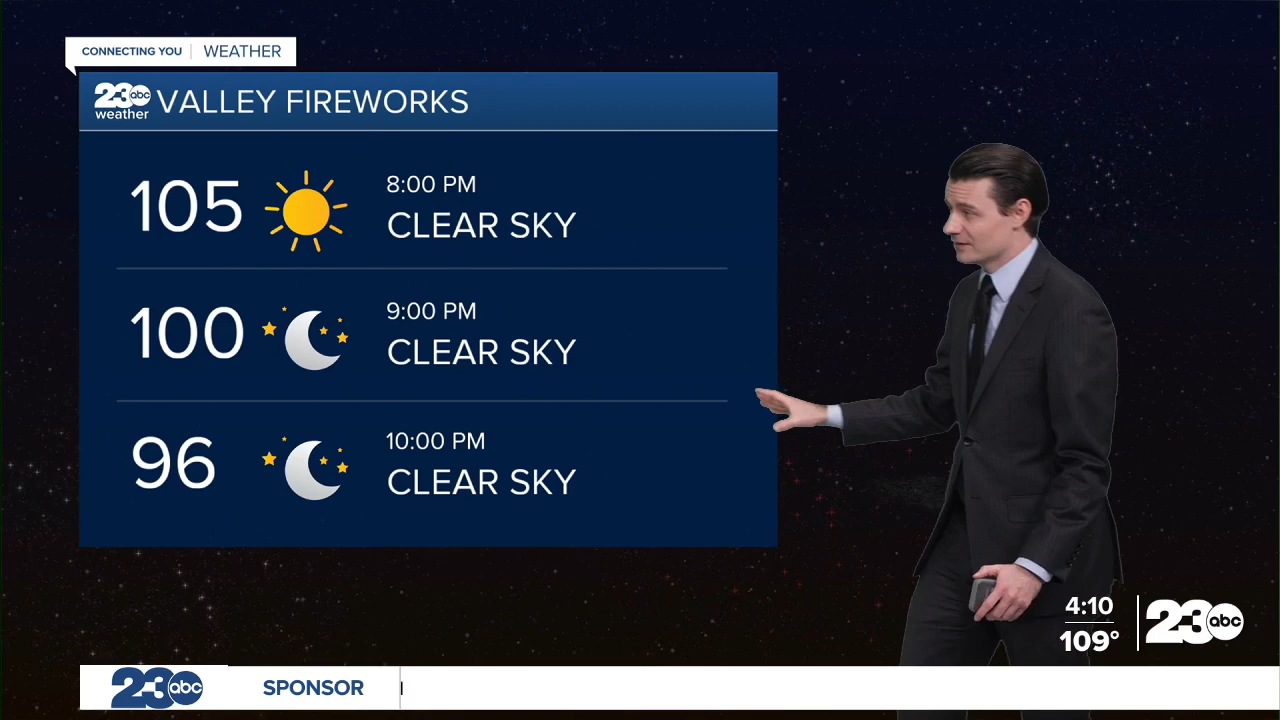 CONNECTING YOU | WEATHER
23 abc
weather
VALLEY FIREWORKS
105
8:00 PM
CLEAR SKY
100
9:00 PM
CLEAR SKY
96
10:00 PM
CLEAR SKY
4:10
109°
23 abc
23 abc
SPONSOR